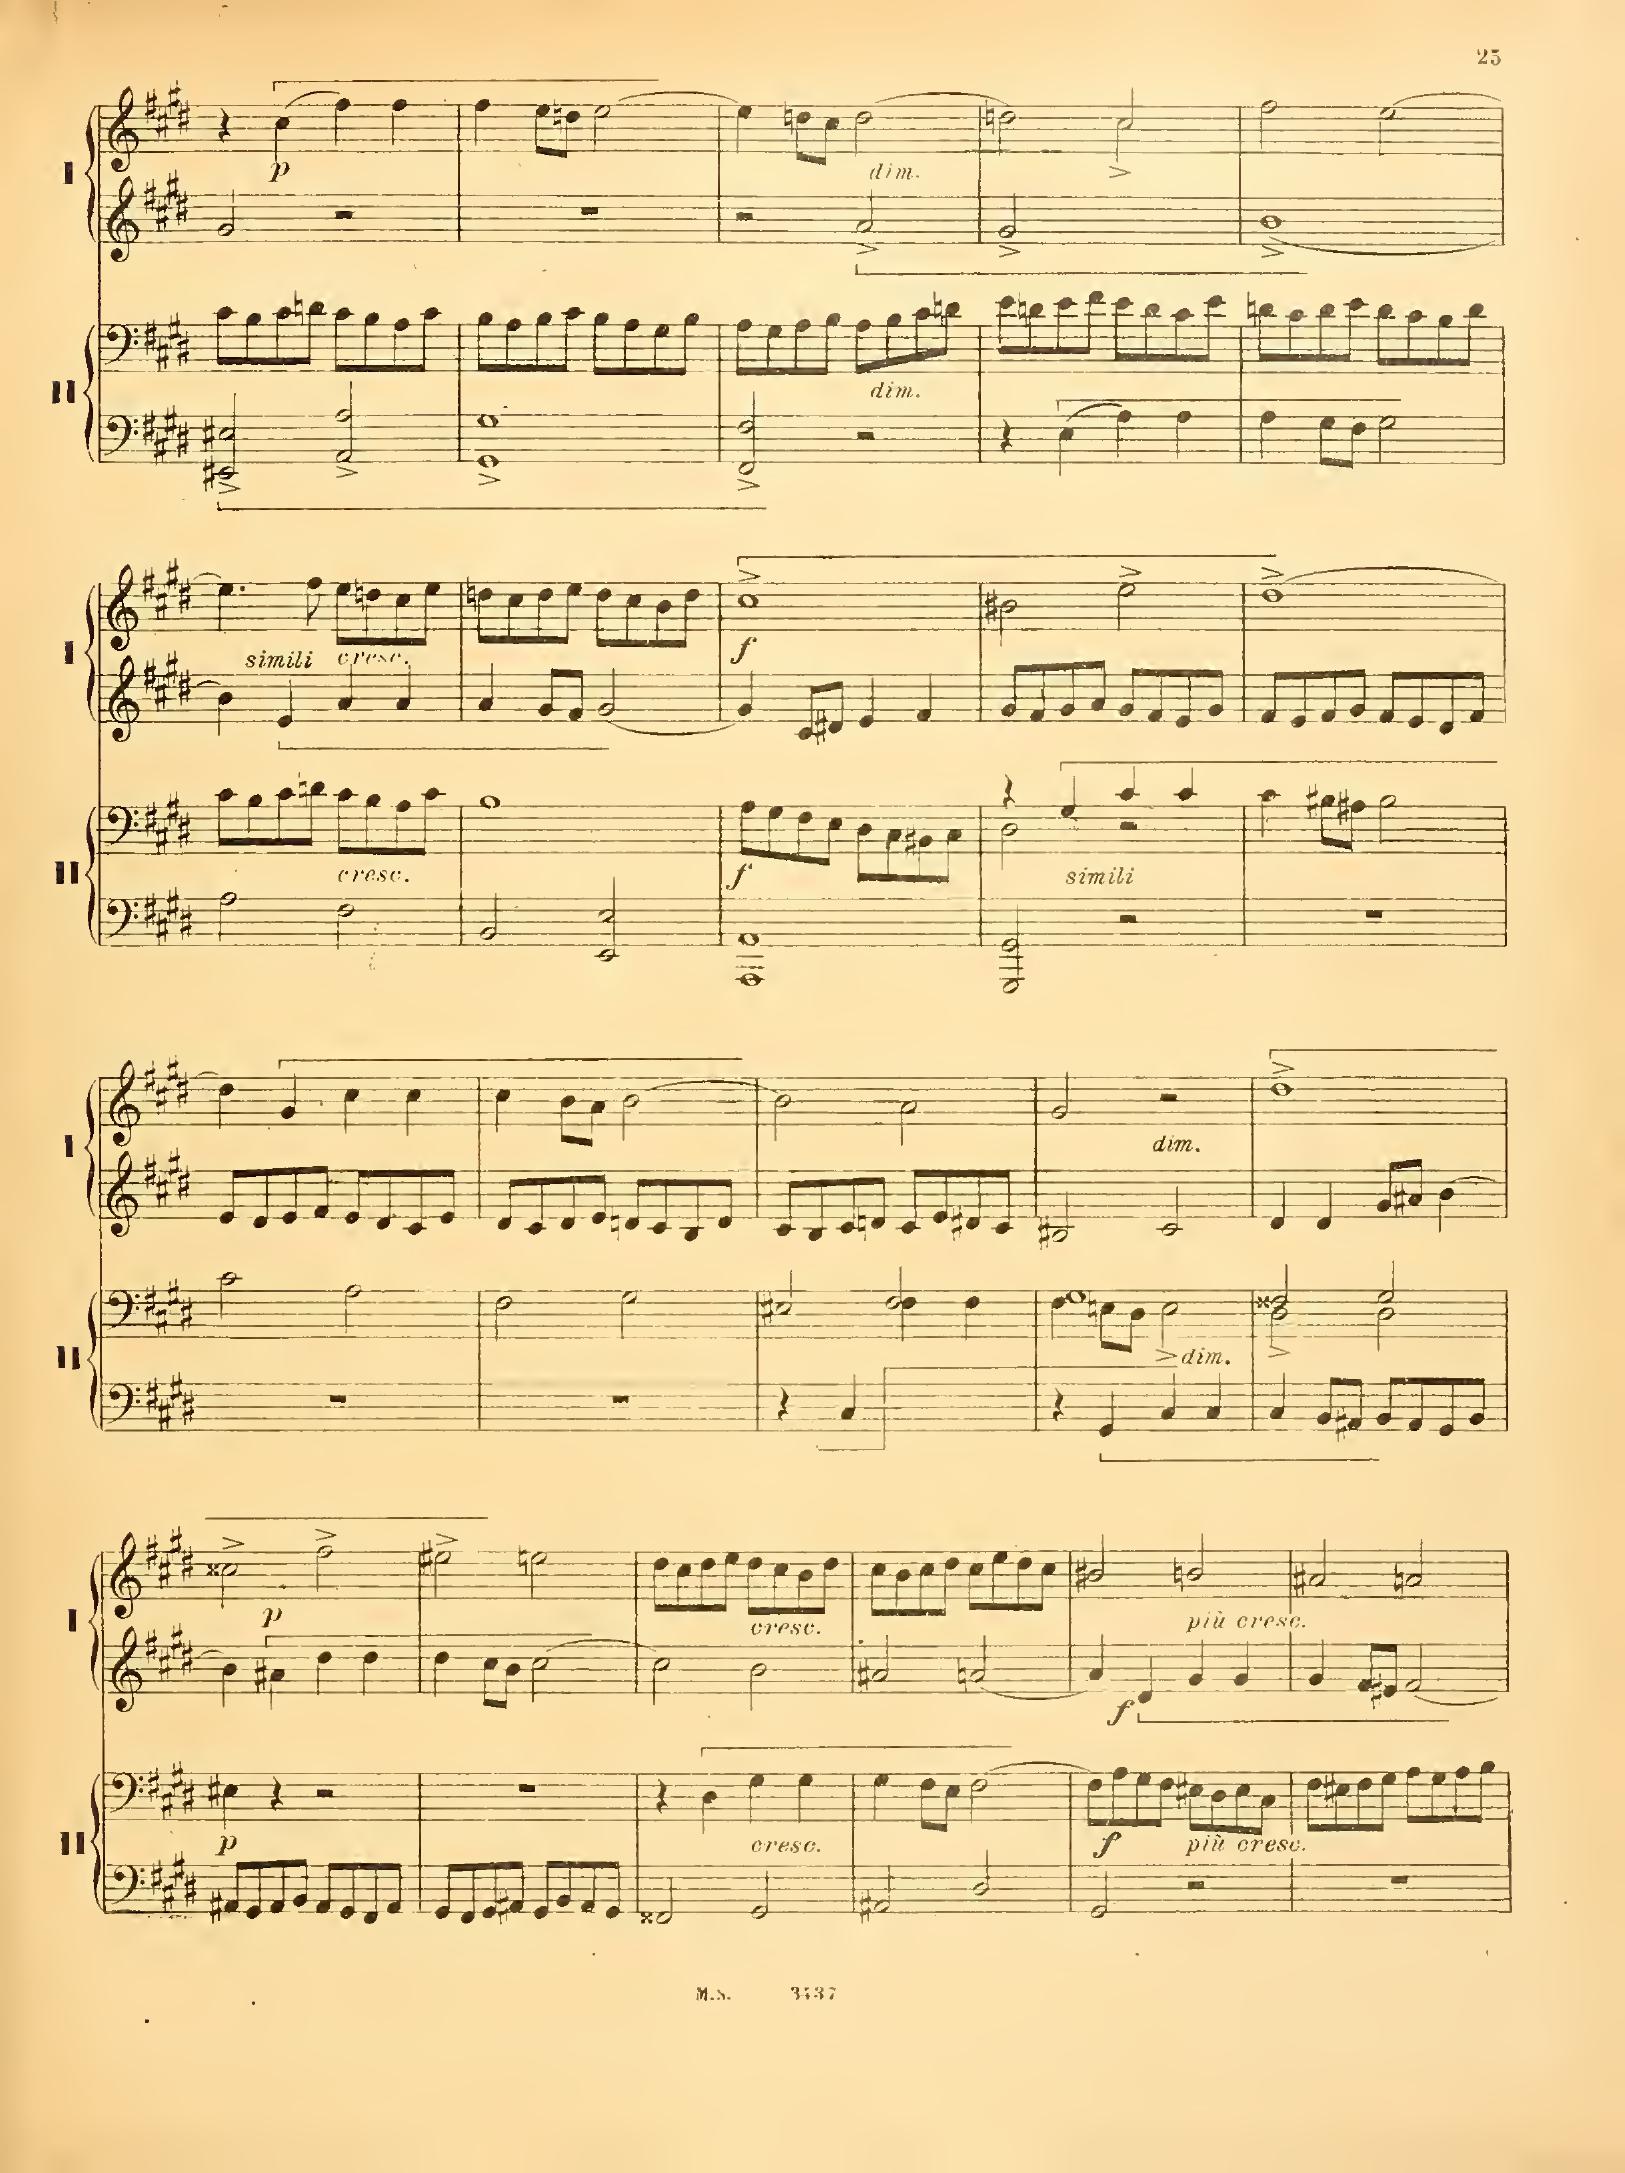 25
I
p
dim.
II
dim.
I
simili cresc.
f
II
cresc.
f
simili
I
dim.
II
dim.
I
p
cresc.
più cresc.
f
II
p
cresc.
f più cresc.
M.S. 3437